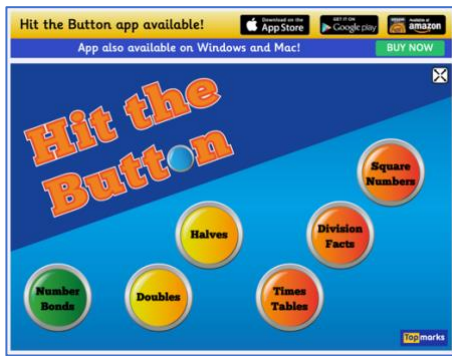 Hit the Button app available!
Download on the
App Store
GET IT ON
Google play
Available at
amazon
App also available on Windows and Mac!
BUY NOW
Hit the
Button
Square
Numbers
Halves
Division
Facts
Number
Bonds
Doubles
Times
Tables
Topmarks